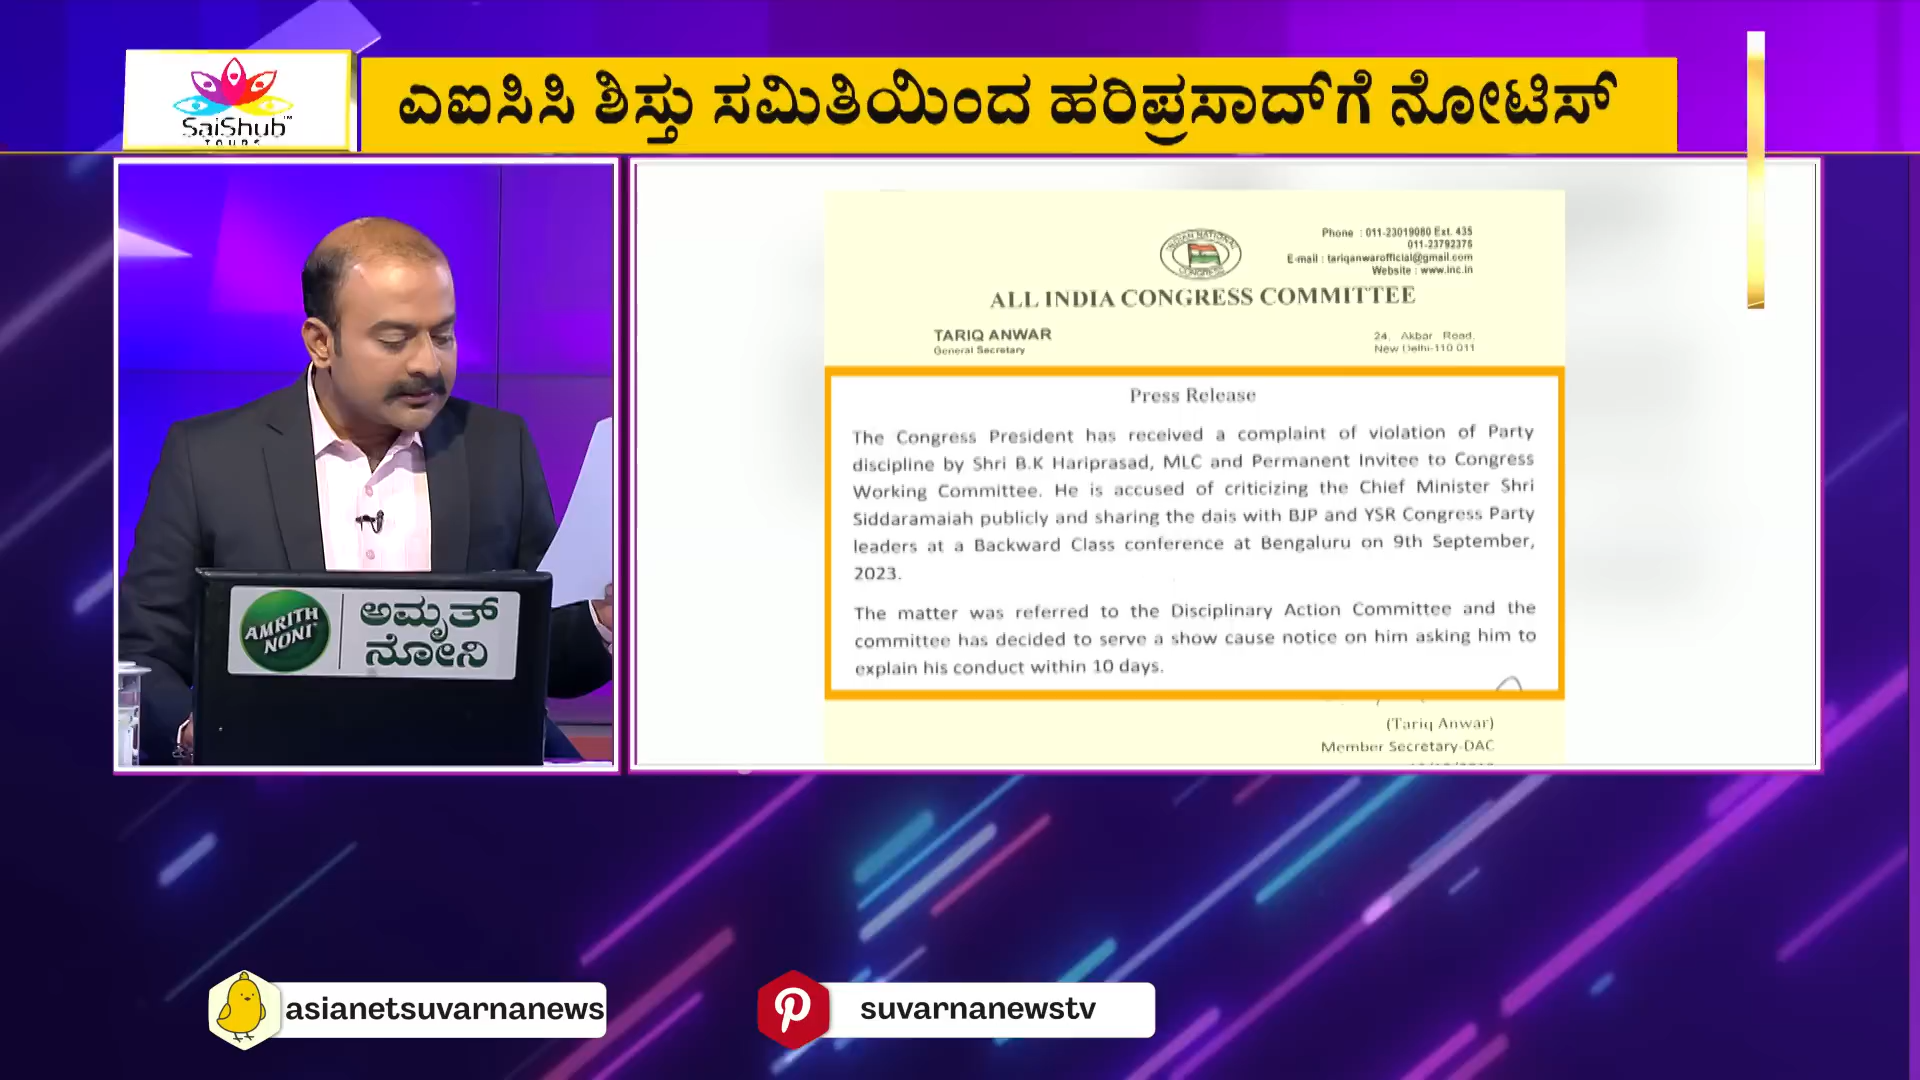 SaiShub™
TOURS
ಎಐಸಿಸಿ ಶಿಸ್ತು ಸಮಿತಿಯಿಂದ ಹರಿಪ್ರಸಾದ್‌ಗೆ ನೋಟಿಸ್
INDIAN NATIONAL
CONGRESS
Phone : 011-23019080 Ext. 435
011-23792376
E-mail : tariqanwarofficial@gmail.com
Website : www.inc.in
ALL INDIA CONGRESS COMMITTEE
TARIQ ANWAR
General Secretary
24, Akbar Road,
New Delhi-110 011
Press Release
The Congress President has received a complaint of violation of Party
discipline by Shri B.K Hariprasad, MLC and Permanent Invitee to Congress
Working Committee. He is accused of criticizing the Chief Minister Shri
Siddaramaiah publicly and sharing the dais with BJP and YSR Congress Party
leaders at a Backward Class conference at Bengaluru on 9th September,
2023.
The matter was referred to the Disciplinary Action Committee and the
committee has decided to serve a show cause notice on him asking him to
explain his conduct within 10 days.
(Tariq Anwar)
Member Secretary-DAC
AMRITH
NONI
ಅಮೃತ್
ನೋನಿ
asianetsuvarnanews
suvarnanewstv